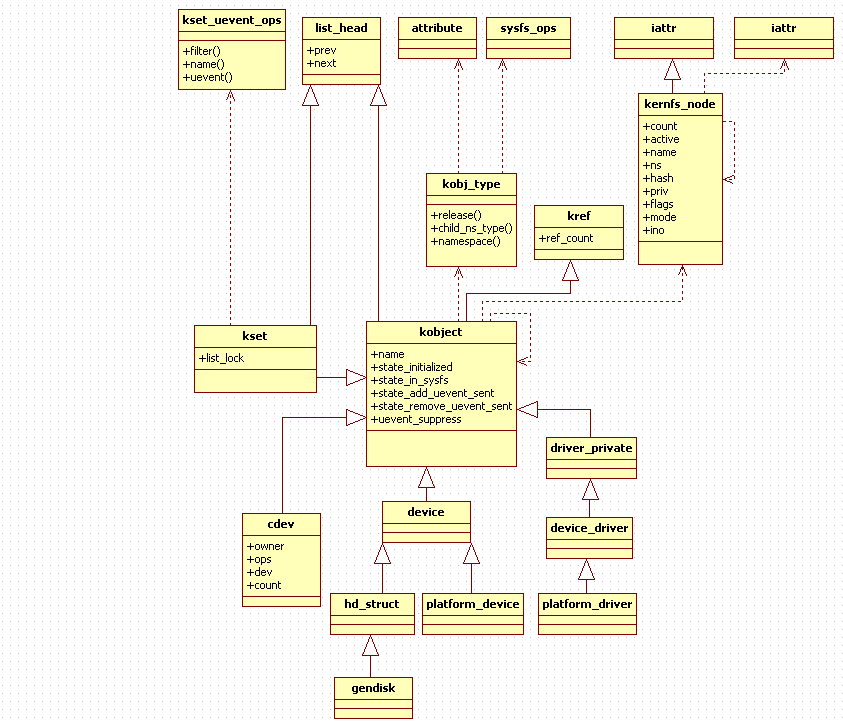 kset_uevent_ops
+filter()
+name()
+uevent()
list_head
+prev
+next
attribute
sysfs_ops
iattr
iattr
kernfs_node
+count
+active
+name
+ns
+hash
+priv
+flags
+mode
+ino
kobj_type
+release()
+child_ns_type()
+namespace()
kref
+ref_count
kset
+list_lock
kobject
+name
+state_initialized
+state_in_sysfs
+state_add_uevent_sent
+state_remove_uevent_sent
+uevent_suppress
driver_private
cdev
+owner
+ops
+dev
+count
device
device_driver
hd_struct
platform_device
platform_driver
gendisk